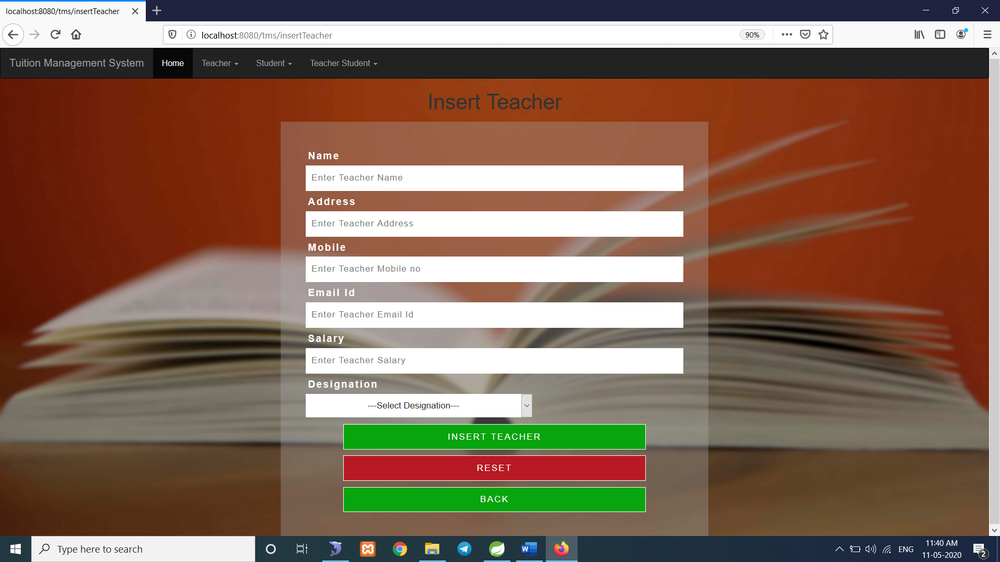 localhost:8080/tms/insertTeacher
localhost:8080/tms/insertTeacher
90%
Tuition Management System
Home
Teacher
Student
Teacher Student
Insert Teacher
Name
Enter Teacher Name
Address
Enter Teacher Address
Mobile
Enter Teacher Mobile no
Email Id
Enter Teacher Email Id
Salary
Enter Teacher Salary
Designation
---Select Designation---
INSERT TEACHER
RESET
BACK
Type here to search
W
ENG
11:40 AM
11-05-2020
2